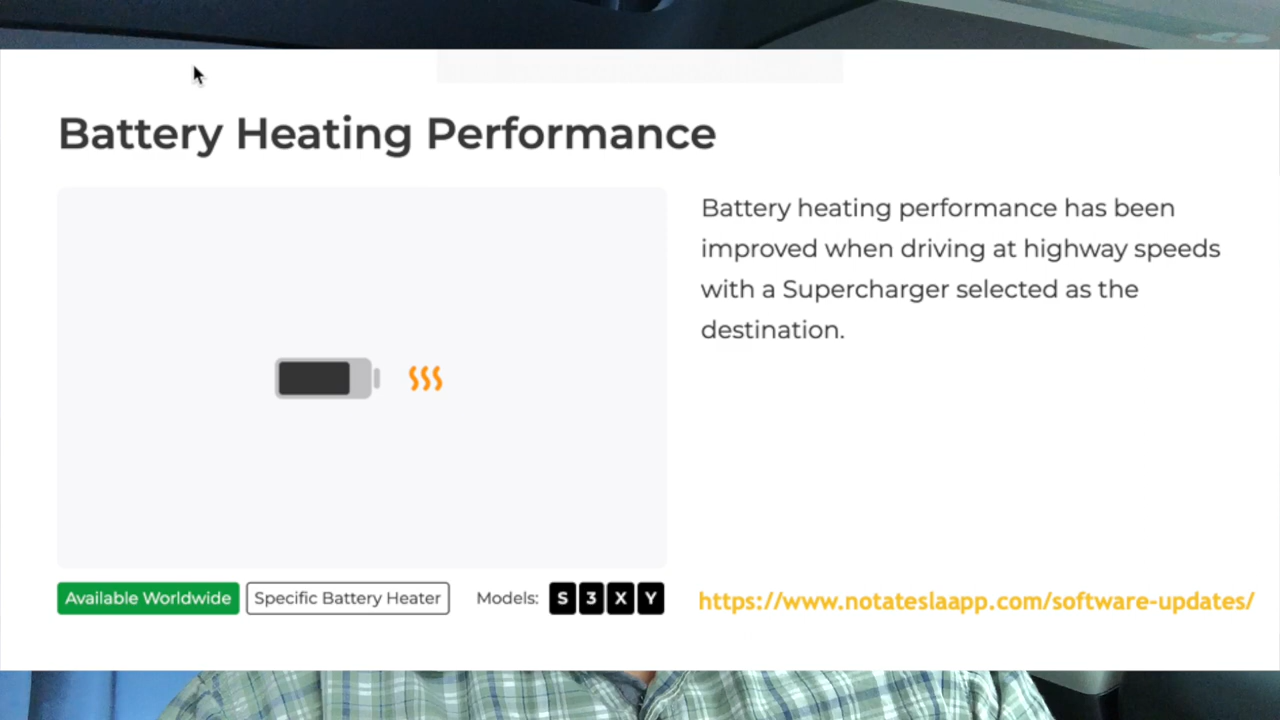 Battery Heating Performance
Battery heating performance has been
improved when driving at highway speeds
with a Supercharger selected as the
destination.
Available Worldwide Specific Battery Heater Models: S 3 X Y
https://www.notateslaapp.com/software-updates/